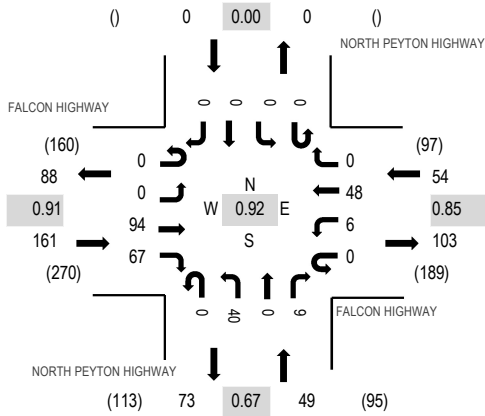 () 0 0.00 0 ()
NORTH PEYTON HIGHWAY
0 0 0 0
FALCON HIGHWAY
(160) (97)
88 0 0 54
0 48
N
0.91 W 0.92 E 0.85
S
161 94 6 103
67 0
(270) (189)
0 40 0 9
FALCON HIGHWAY
NORTH PEYTON HIGHWAY
(113) 73 0.67 49 (95)